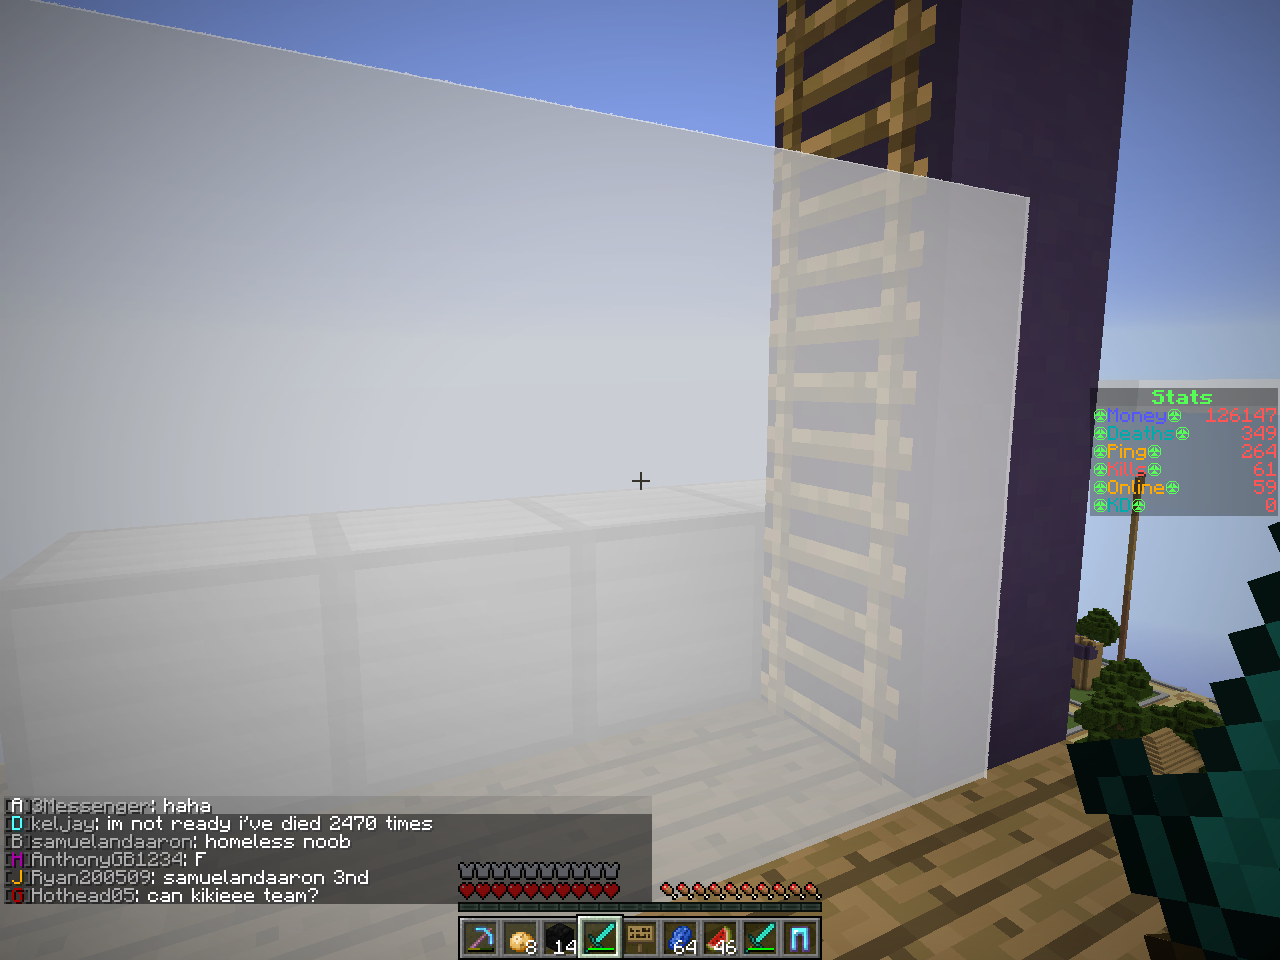 Stats
Money 126147
Deaths 349
Ping 264
Kills 61
Online 59
KD 0
[A]3Messenger: haha
[D]keljay: im not ready i've died 2470 times
[B]samuelandaaron: homeless noob
[M]AnthonyGB1234: F
[J]Ryan200509: samuelandaaron 3nd
[G]Hothead05: can kikieee team?
8 14 64 46